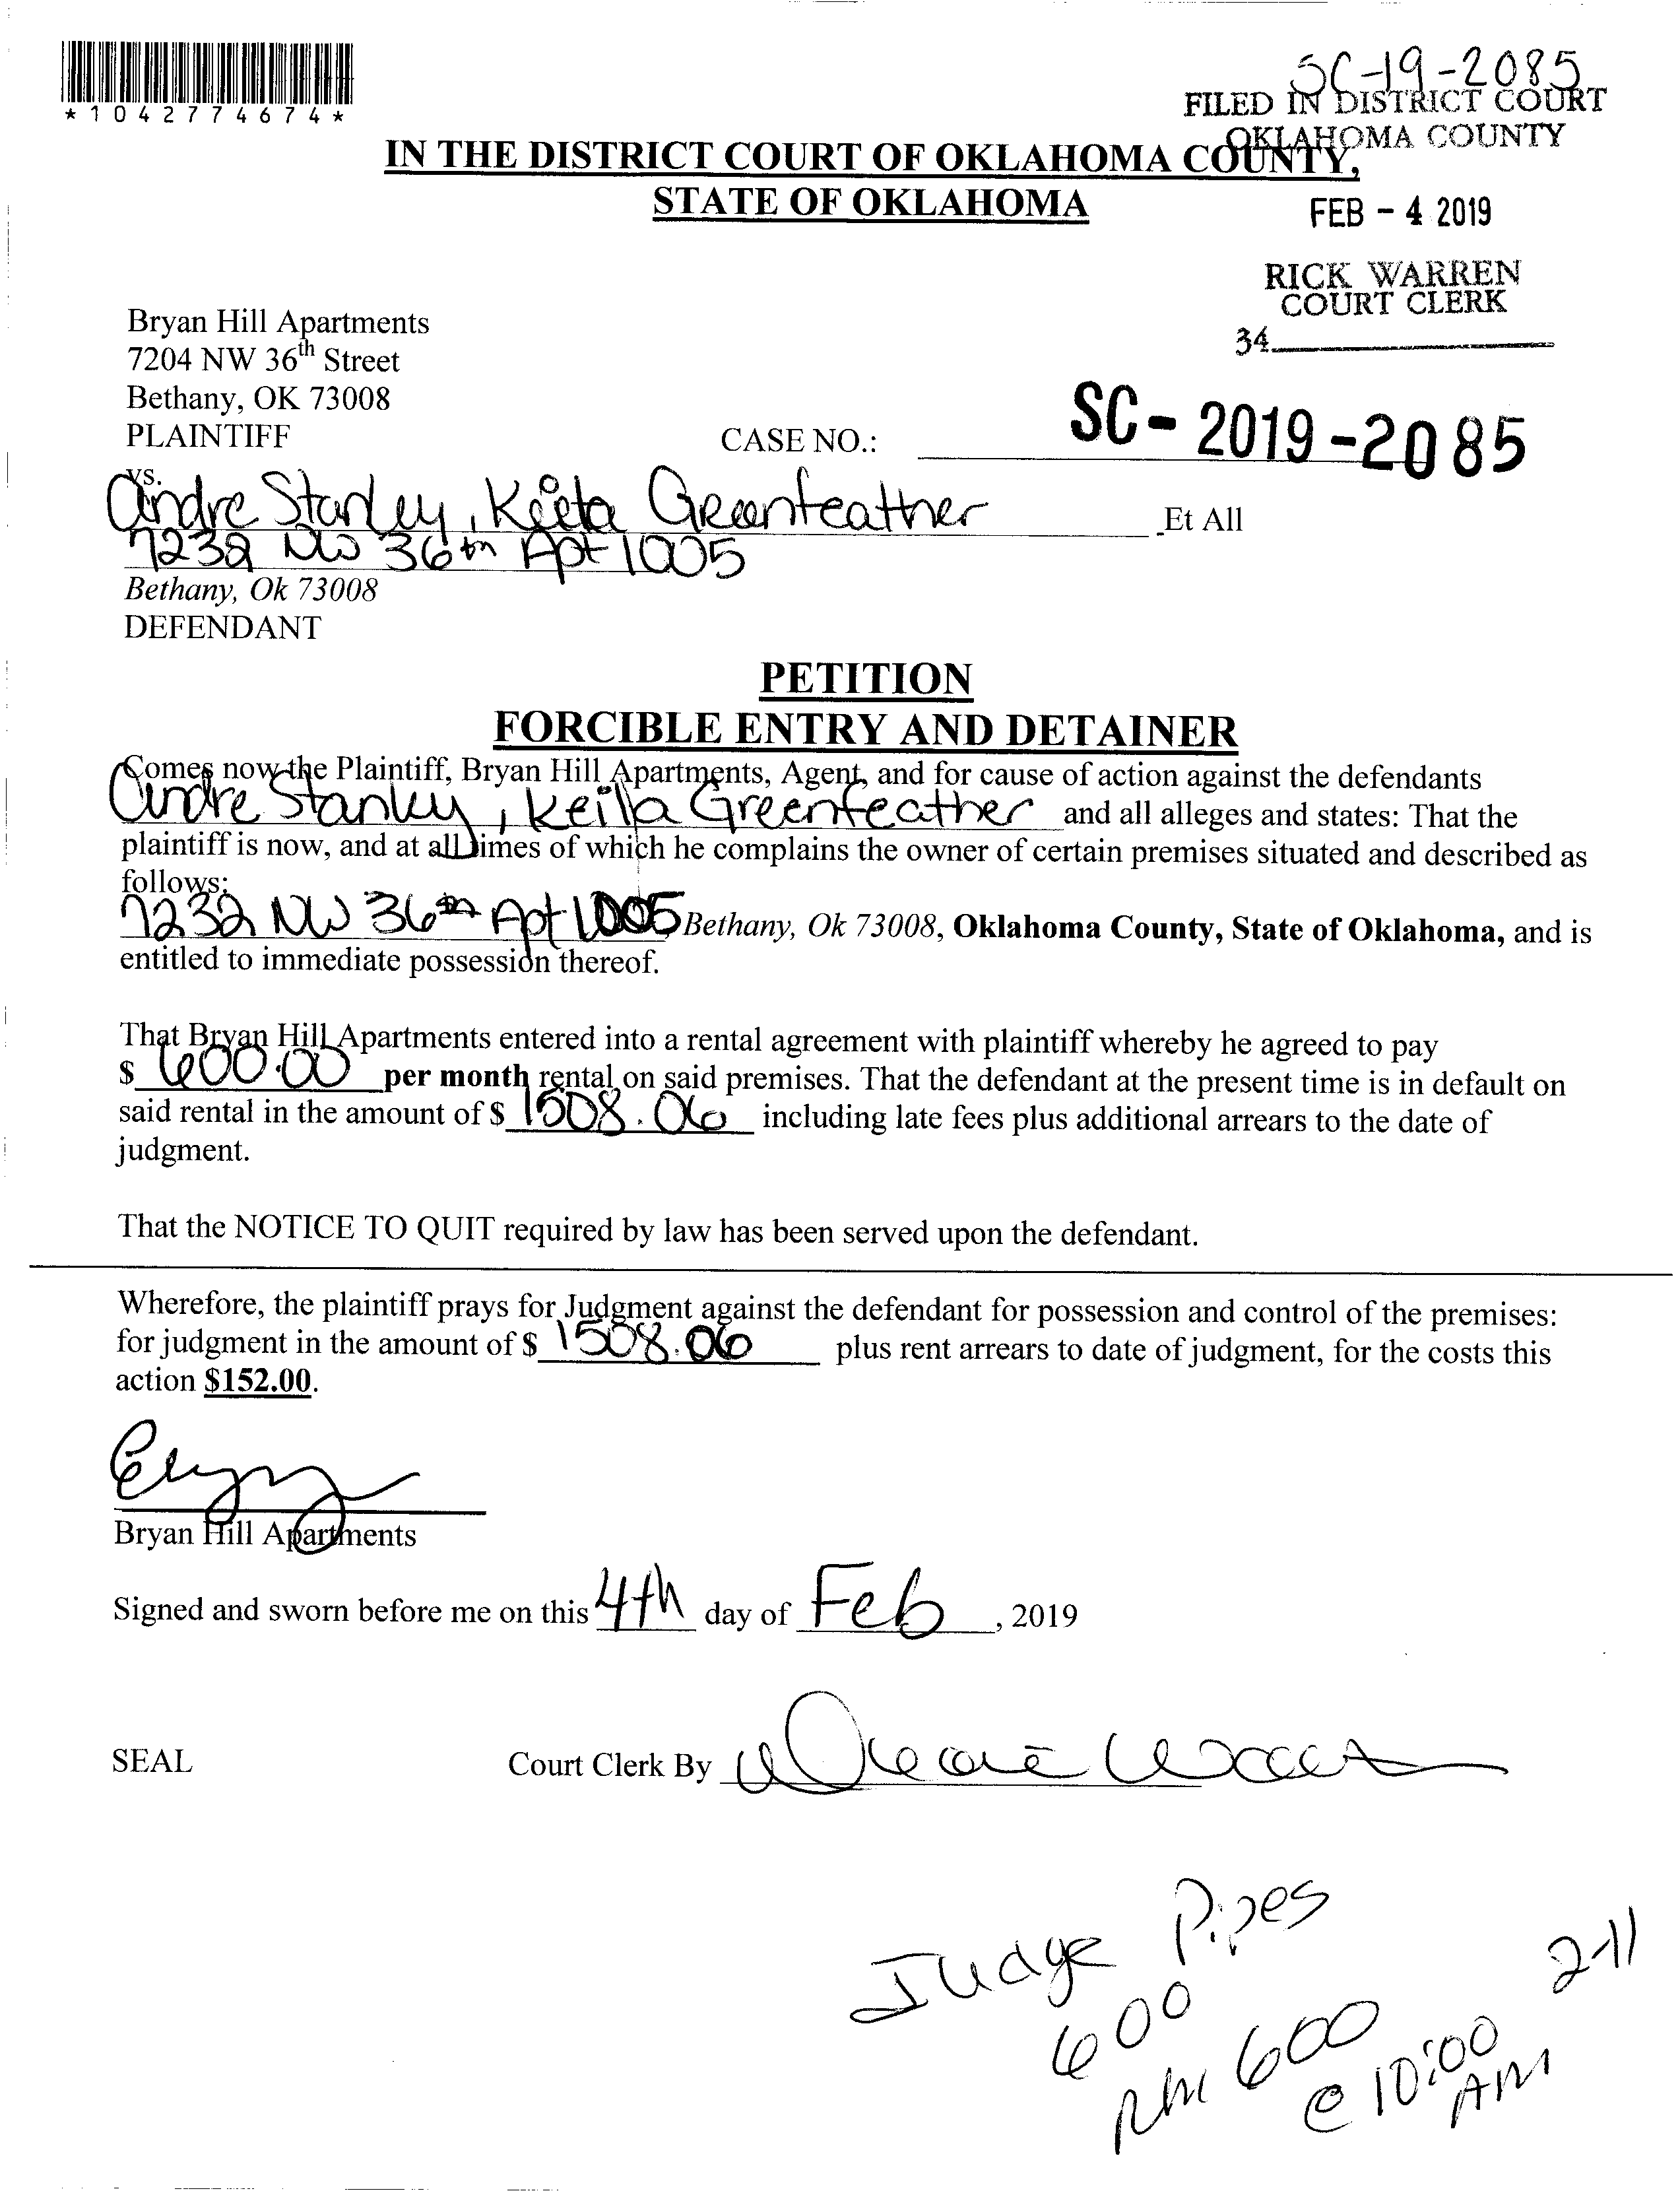 SC-19-2085
*1042774674*
FILED IN DISTRICT COURT
OKLAHOMA COUNTY
IN THE DISTRICT COURT OF OKLAHOMA COUNTY,
STATE OF OKLAHOMA
FEB - 4 2019
RICK WARREN
COURT CLERK
34
Bryan Hill Apartments
7204 NW 36th Street
Bethany, OK 73008
PLAINTIFF
CASE NO.: SC- 2019 -2085
vs.
Andre Stanley, Keila Greenfeather Et All
7232 NW 36th Apt 1005
Bethany, Ok 73008
DEFENDANT
PETITION
FORCIBLE ENTRY AND DETAINER
Comes now the Plaintiff, Bryan Hill Apartments, Agent, and for cause of action against the defendants
Andre Stanley, Keila Greenfeather and all alleges and states: That the
plaintiff is now, and at all times of which he complains the owner of certain premises situated and described as
follows:
7232 NW 36th Apt 1005 Bethany, Ok 73008, Oklahoma County, State of Oklahoma, and is
entitled to immediate possession thereof.
That Bryan Hill Apartments entered into a rental agreement with plaintiff whereby he agreed to pay
$ 600.00 per month rental on said premises. That the defendant at the present time is in default on
said rental in the amount of $ 1508.06 including late fees plus additional arrears to the date of
judgment.
That the NOTICE TO QUIT required by law has been served upon the defendant.
Wherefore, the plaintiff prays for Judgment against the defendant for possession and control of the premises:
for judgment in the amount of $ 1508.06 plus rent arrears to date of judgment, for the costs this
action $152.00.
Bryan Hill Apartments
Signed and sworn before me on this 4th day of Feb, 2019
SEAL
Court Clerk By
Judge Pipes
2-11
600
RM 600
@ 10:00
AM